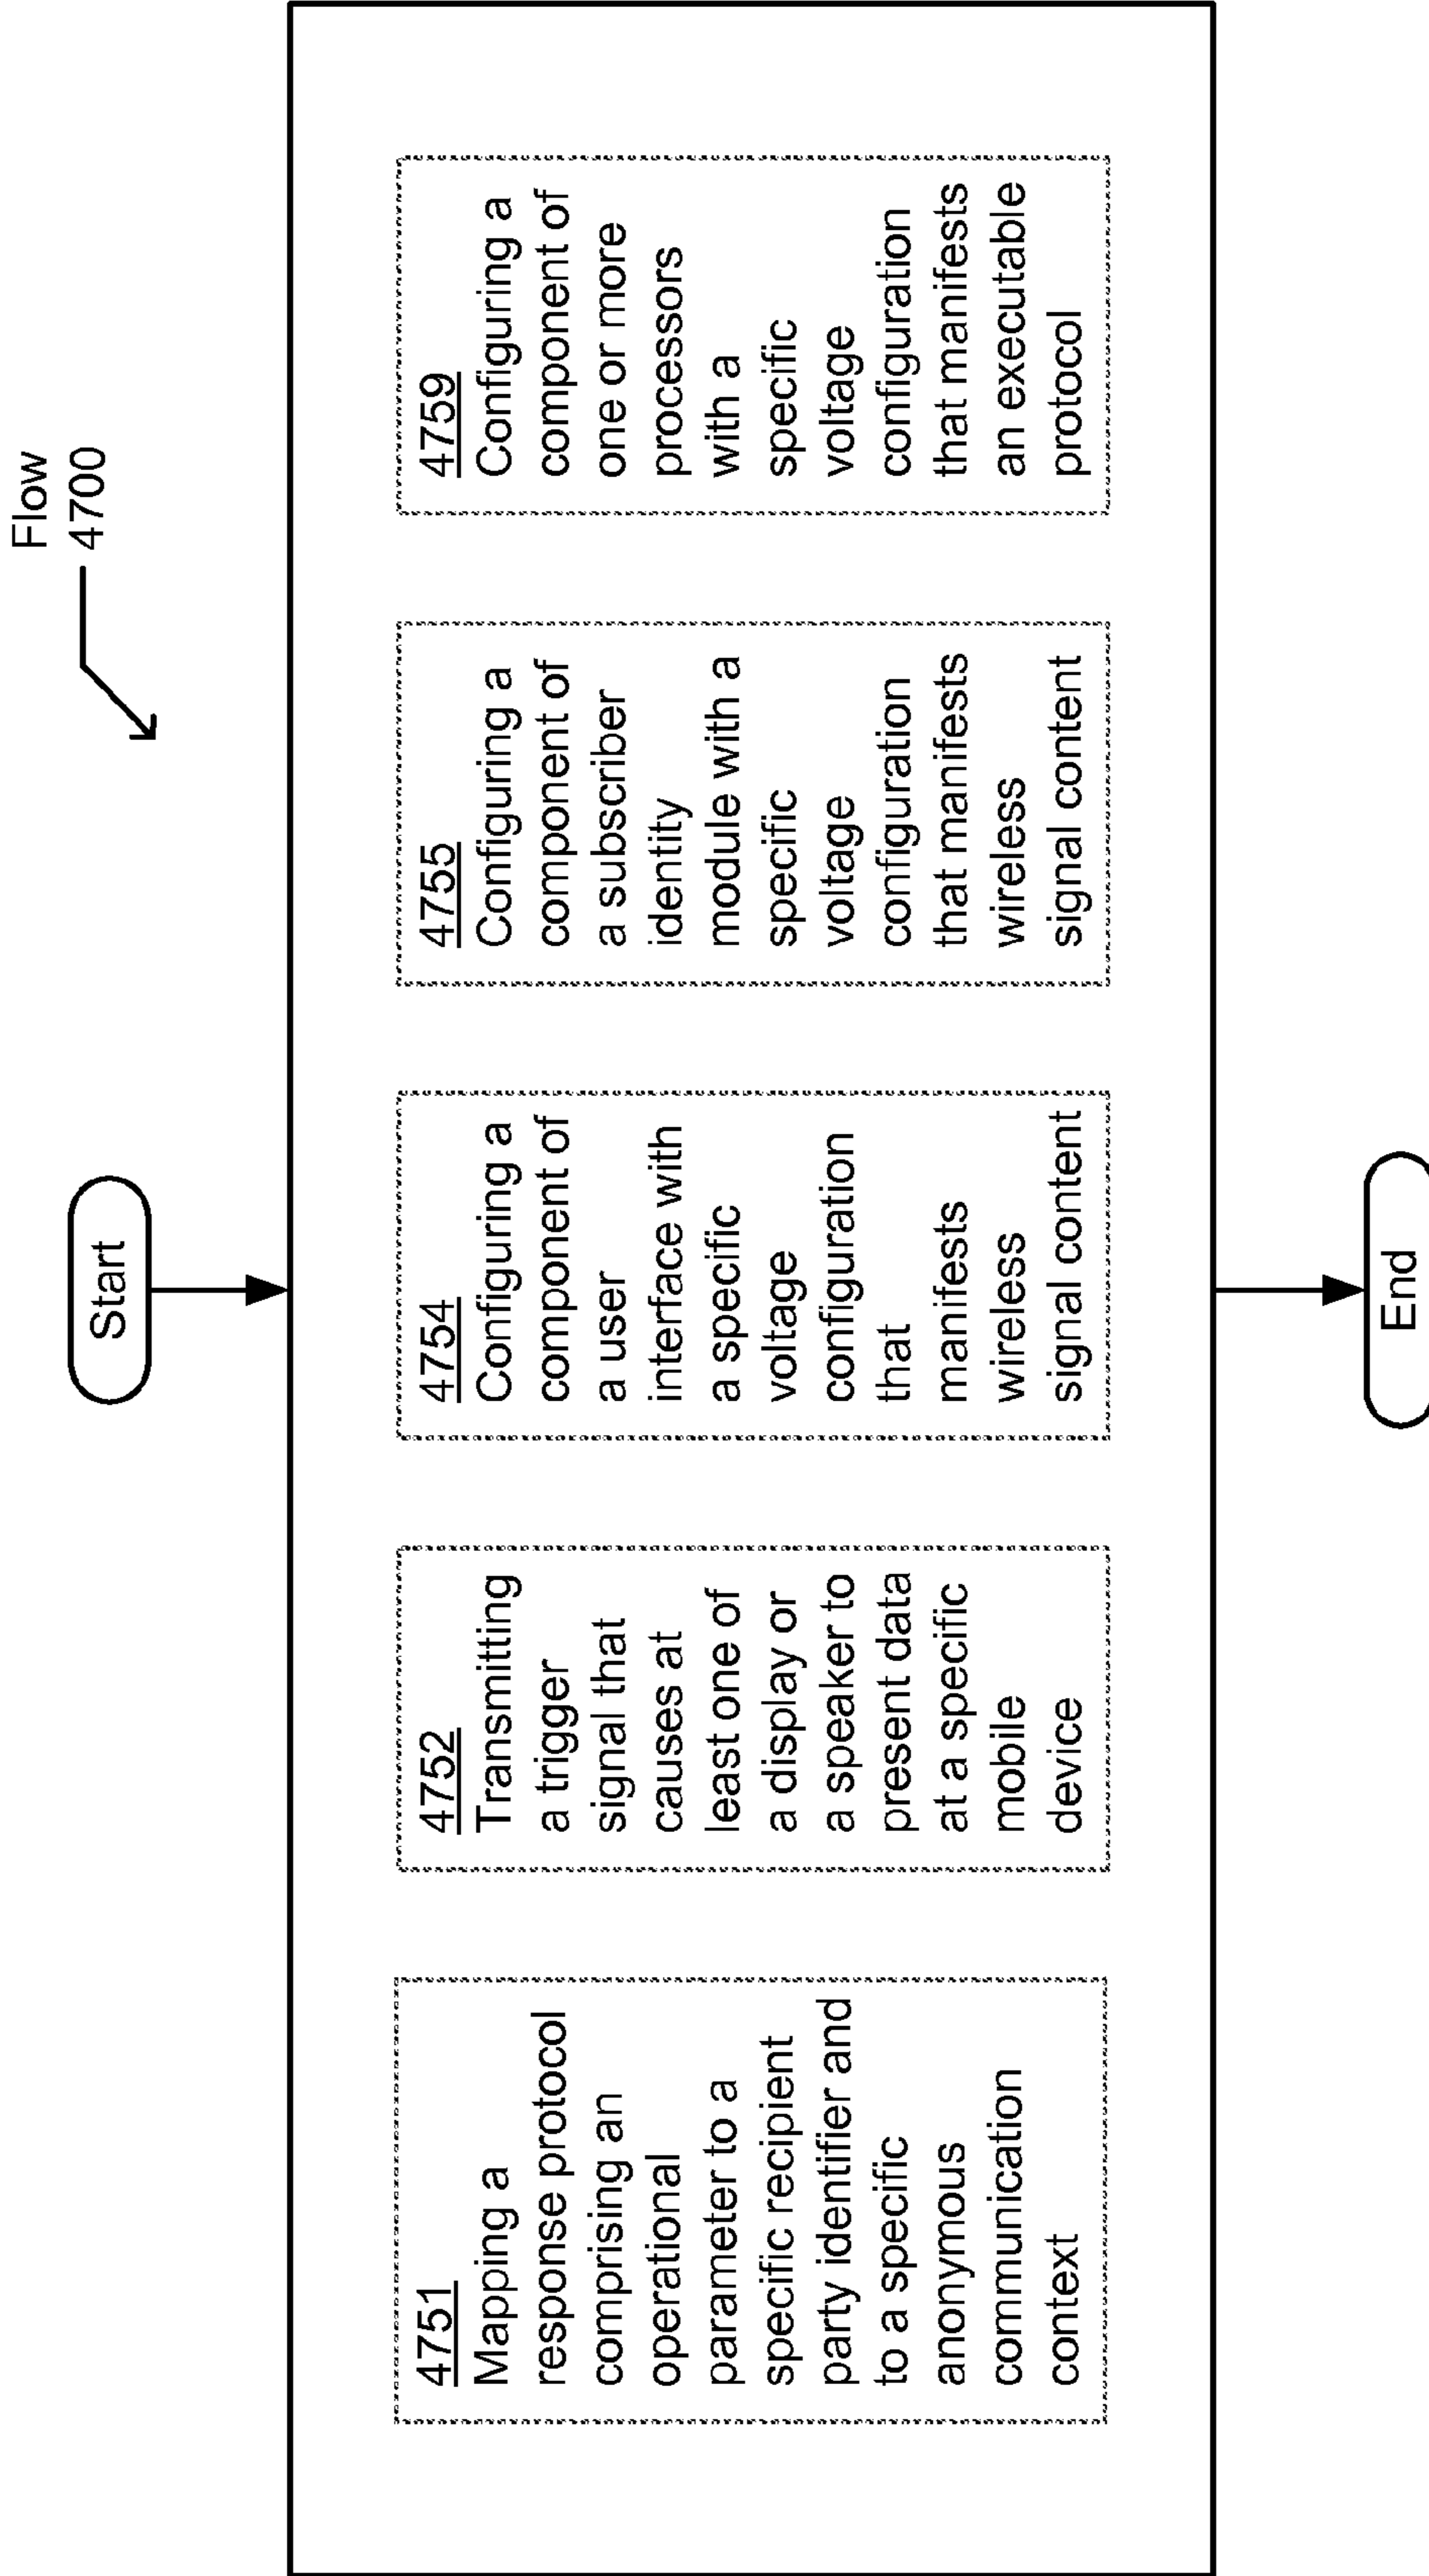 Flow
4700
Start
4751
Mapping a
response protocol
comprising an
operational
parameter to a
specific recipient
party identifier and
to a specific
anonymous
communication
context
4752
Transmitting
a trigger
signal that
causes at
least one of
a display or
a speaker to
present data
at a specific
mobile
device
4754
Configuring a
component of
a user
interface with
a specific
voltage
configuration
that
manifests
wireless
signal content
4755
Configuring a
component of
a subscriber
identity
module with a
specific
voltage
configuration
that manifests
wireless
signal content
4759
Configuring a
component of
one or more
processors
with a
specific
voltage
configuration
that manifests
an executable
protocol
End